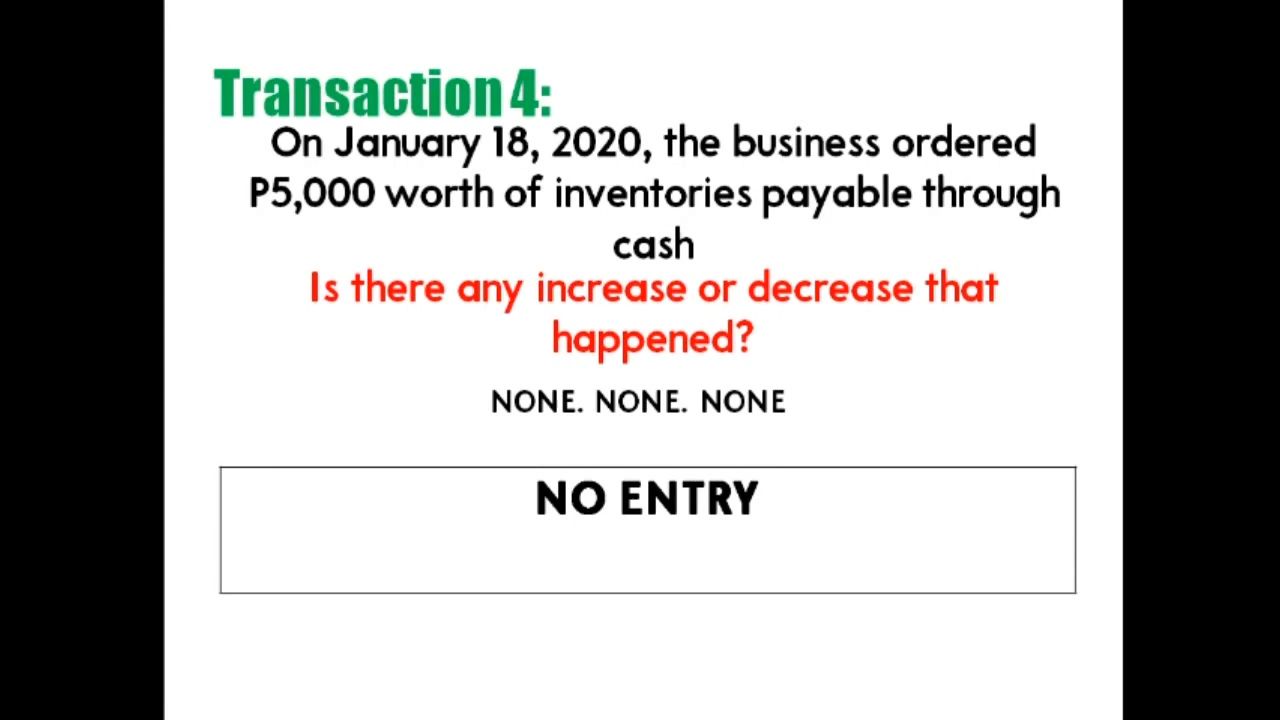 Transaction 4:
On January 18, 2020, the business ordered
P5,000 worth of inventories payable through
cash
Is there any increase or decrease that
happened?
NONE. NONE. NONE
NO ENTRY